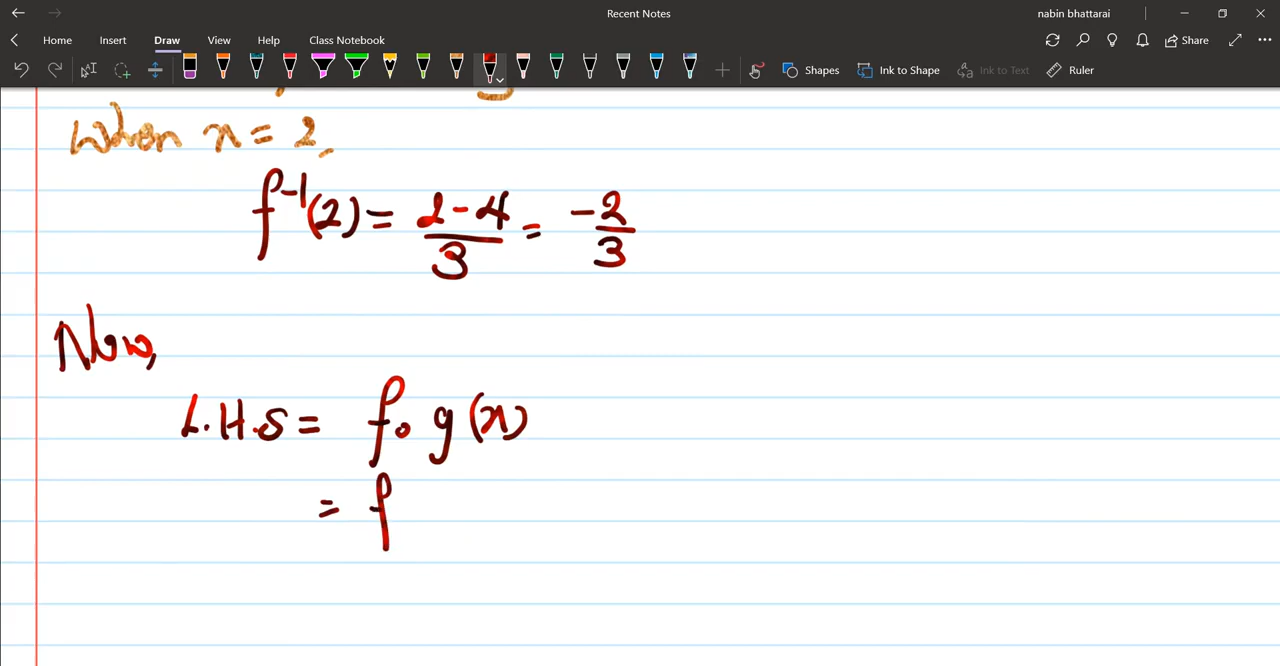 Recent Notes
nabin bhattarai
Home Insert Draw View Help Class Notebook
Share
Shapes Ink to Shape Ink to Text Ruler
When x = 2,
f⁻¹(2) = 2-4/3 = -2/3
Now,
L.H.S = fo g(x)
= f